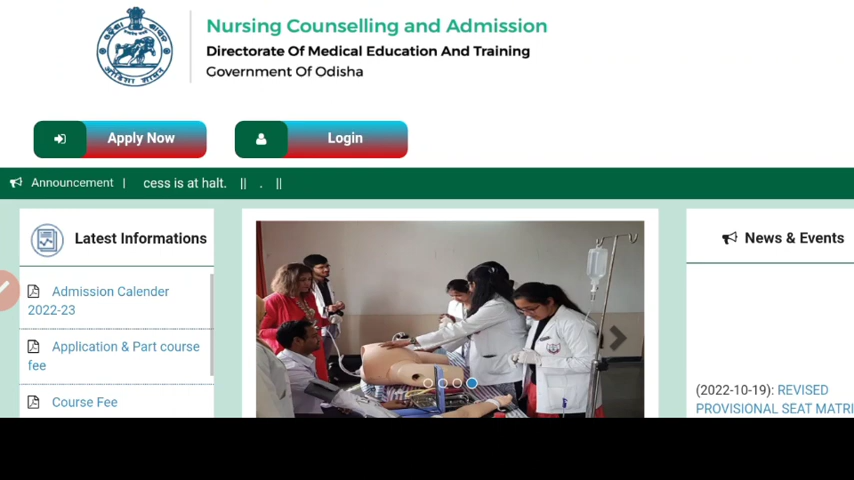 Nursing Counselling and Admission
Directorate Of Medical Education And Training
Government Of Odisha
Apply Now
Login
Announcement | cess is at halt. || . ||
Latest Informations
Admission Calender
2022-23
Application & Part course
fee
Course Fee
News & Events
(2022-10-19): REVISED
PROVISIONAL SEAT MATRI